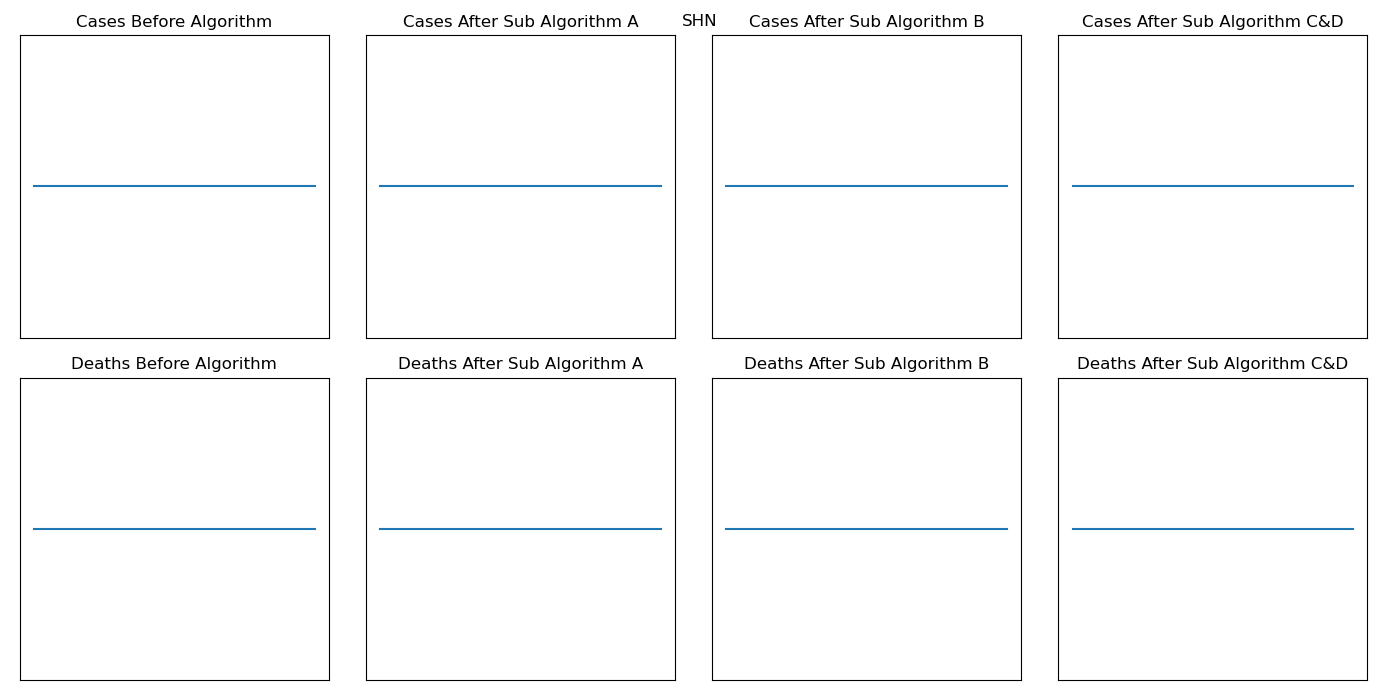 SHN
Cases Before Algorithm
Cases After Sub Algorithm A
Cases After Sub Algorithm B
Cases After Sub Algorithm C&D
Deaths Before Algorithm
Deaths After Sub Algorithm A
Deaths After Sub Algorithm B
Deaths After Sub Algorithm C&D